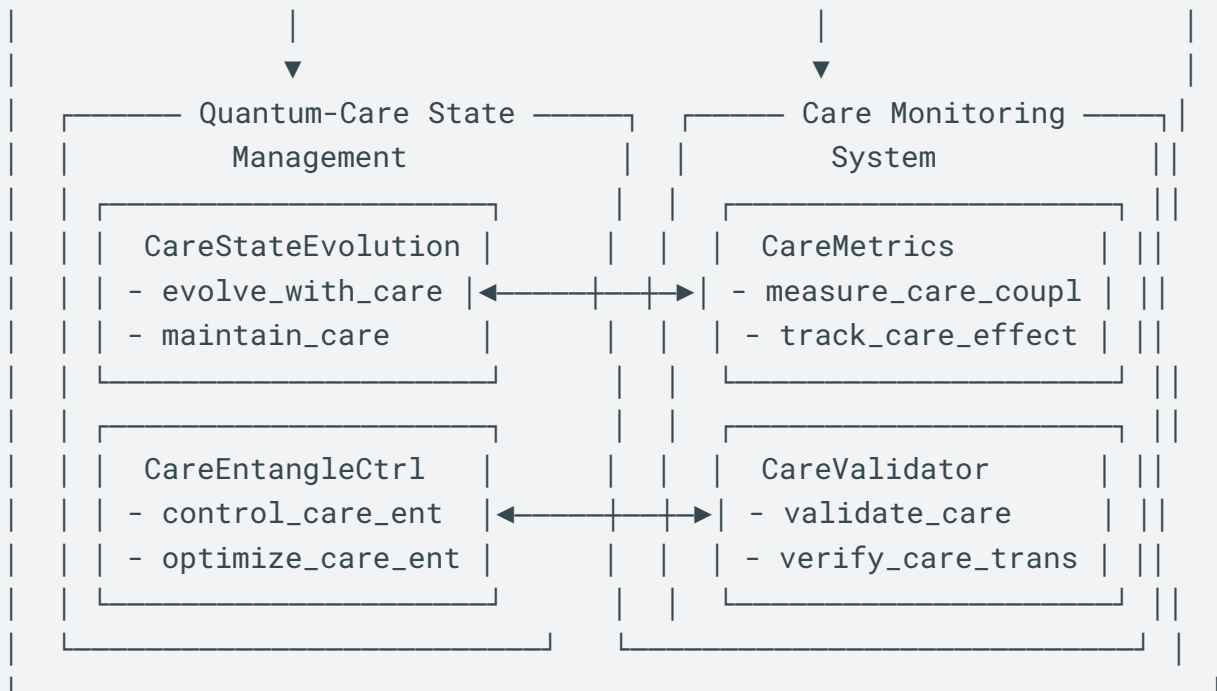 Quantum-Care State Care Monitoring
Management System
CareStateEvolution CareMetrics
- evolve_with_care - measure_care_coupl
- maintain_care - track_care_effect
CareEntangleCtrl CareValidator
- control_care_ent - validate_care
- optimize_care_ent - verify_care_trans